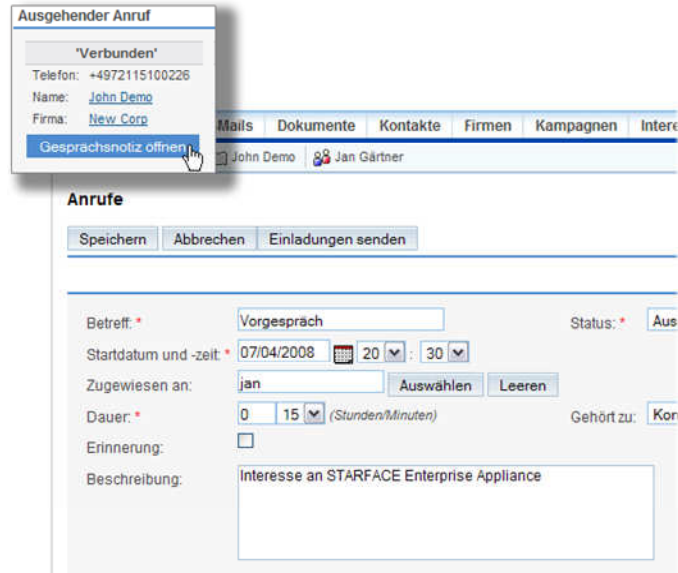 Ausgehender Anruf
'Verbunden'
Telefon: +4972115100226
Name: John Demo
Firma: New Corp
Gesprächsnotiz öffnen
Mails Dokumente Kontakte Firmen Kampagnen
John Demo Jan Gärtner
Anrufe
Speichern Abbrechen Einladungen senden
Betreff: * Vorgespräch Status: * Aus
Startdatum und -zeit: * 07/04/2008 20 : 30
Zugewiesen an: jan Auswählen Leeren
Dauer: * 0 15 (Stunden/Minuten) Gehört zu: Kon
Erinnerung:
Beschreibung: Interesse an STARFACE Enterprise Appliance